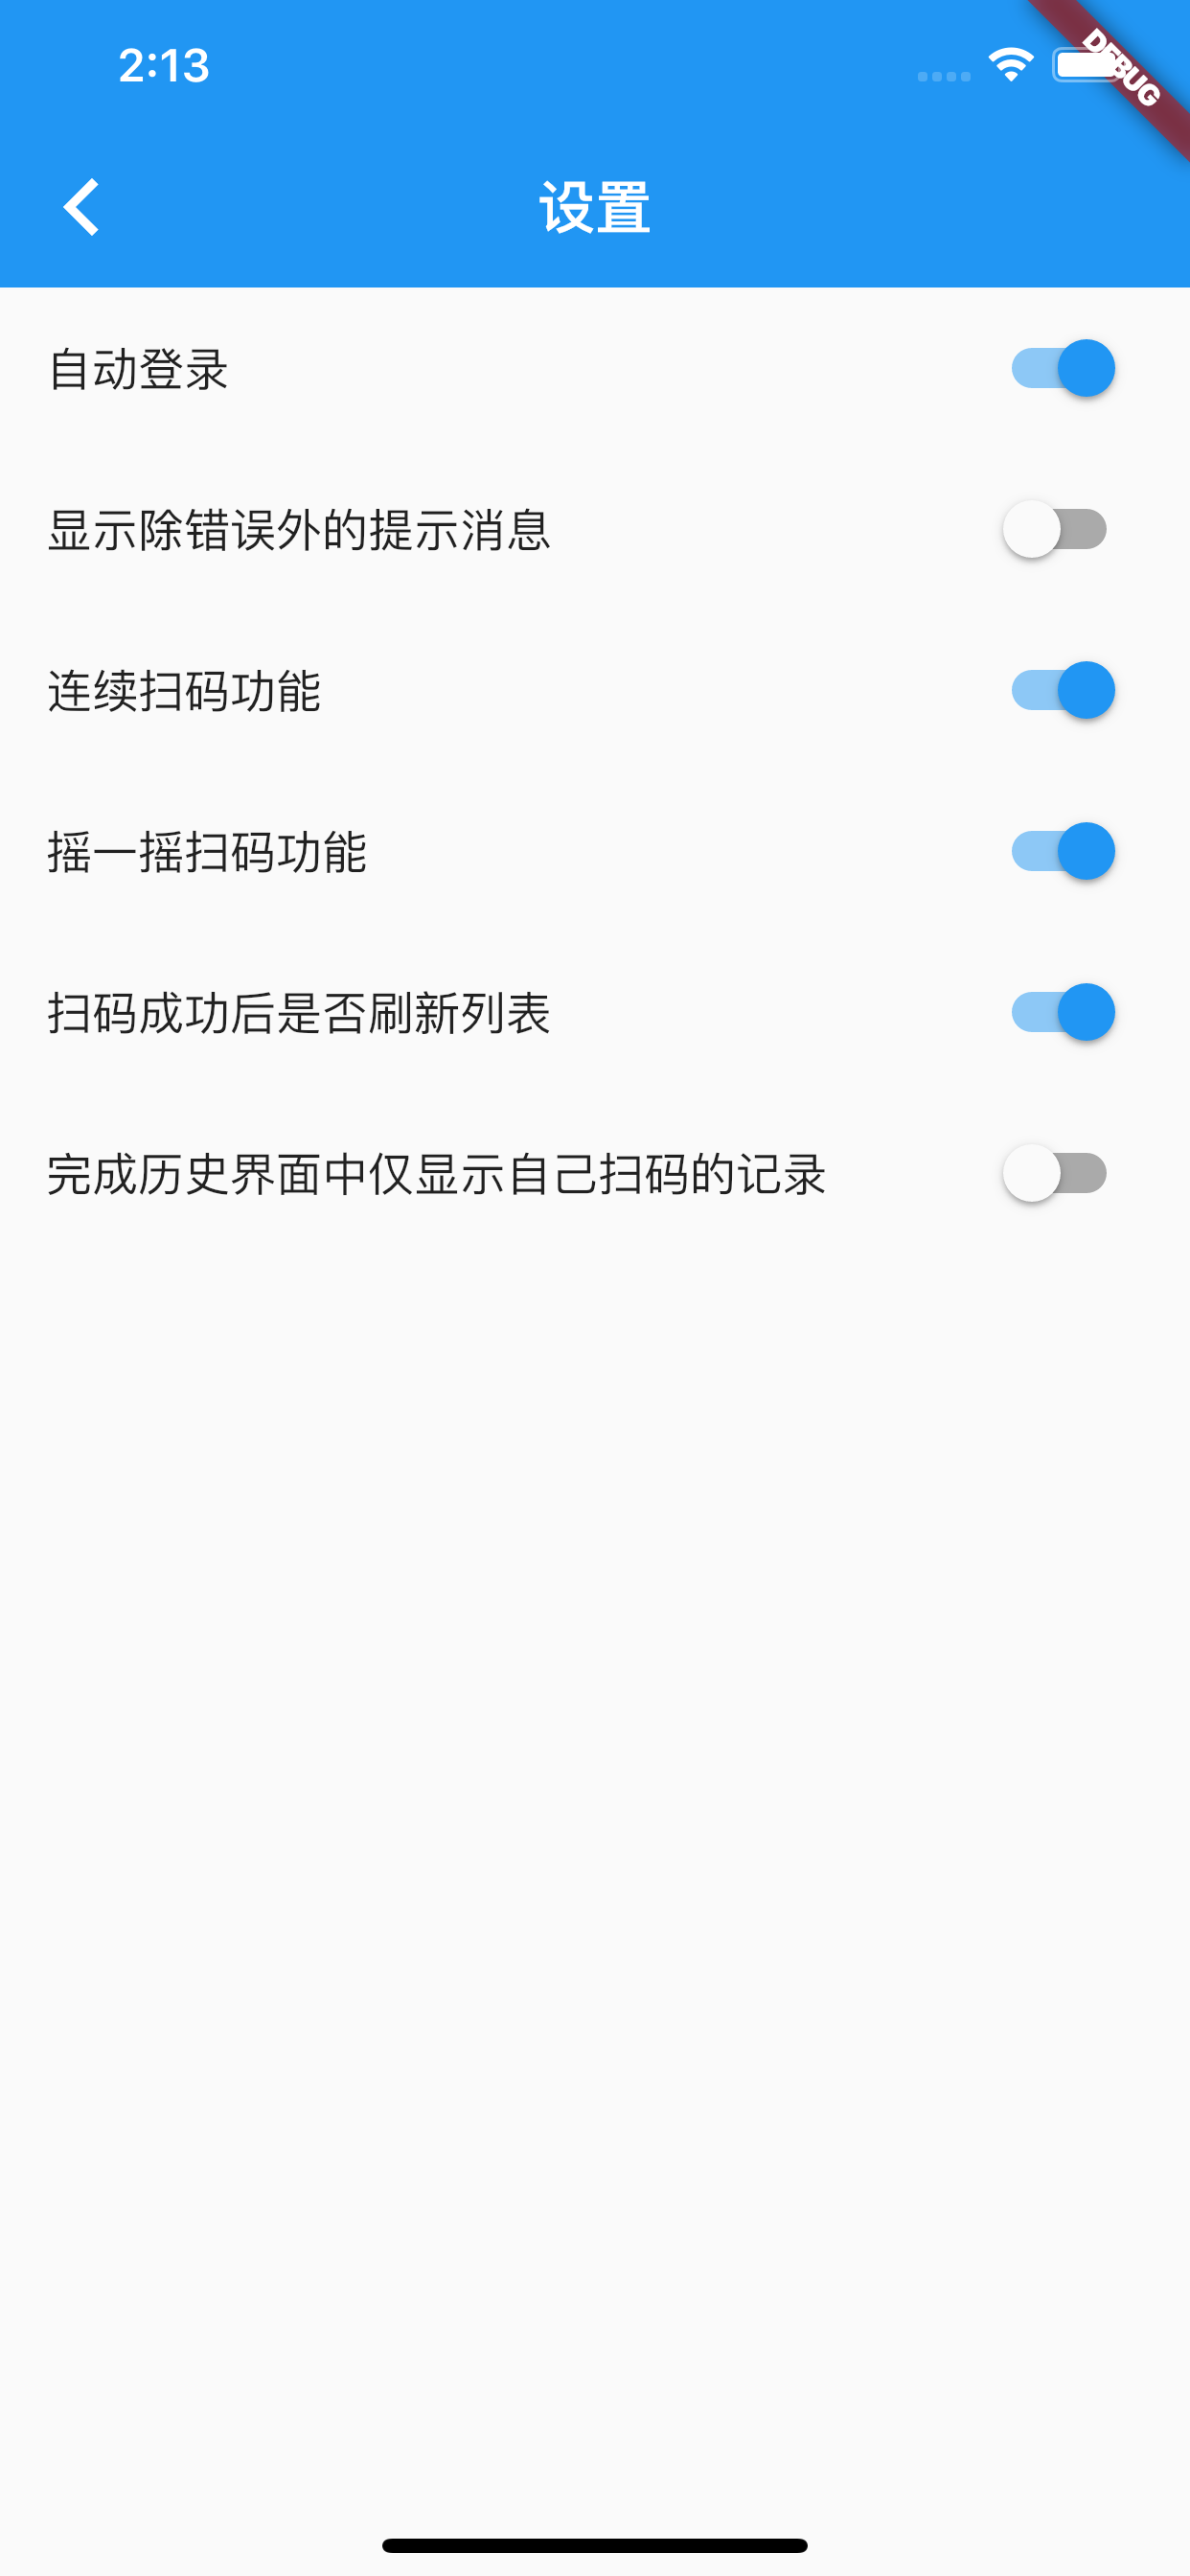 2:13
DEBUG
设置
自动登录
显示除错误外的提示消息
连续扫码功能
摇一摇扫码功能
扫码成功后是否刷新列表
完成历史界面中仅显示自己扫码的记录